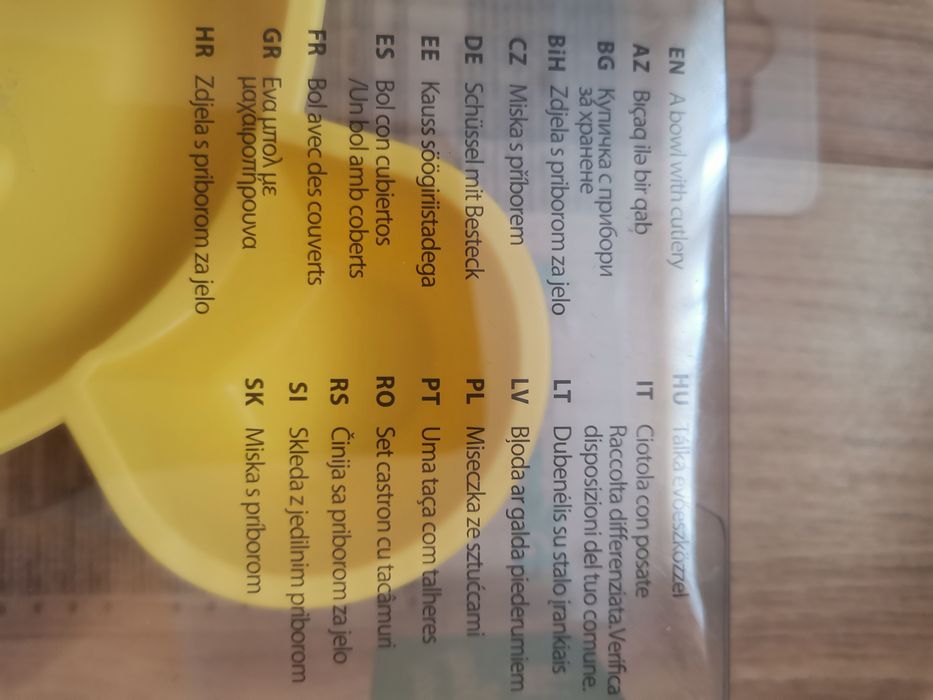 EN A bowl with cutlery
AZ Bıçaq ilə bir qab
BG Купичка с прибори
за хранене
BiH Zdjela s priborom za jelo
CZ Miska s příborem
DE Schüssel mit Besteck
EE Kauss söögiriistadega
ES Bol con cubiertos
/Un bol amb coberts
FR Bol avec des couverts
GR Ενα μπολ με
μαχαιροπηρουνα
HR Zdjela s priborom za jelo
HU Tálka evőeszközzel
IT Ciotola con posate
Raccolta differenziata. Verifica
disposizioni del tuo comune.
LT Dubenėlis su stalo įrankiais
LV Bļoda ar galda piederumiem
PL Miseczka ze sztućcami
PT Uma taça com talheres
RO Set castron cu tacâmuri
RS Činija sa priborom za jelo
SI Skleda z jedilnim priborom
SK Miska s príborom